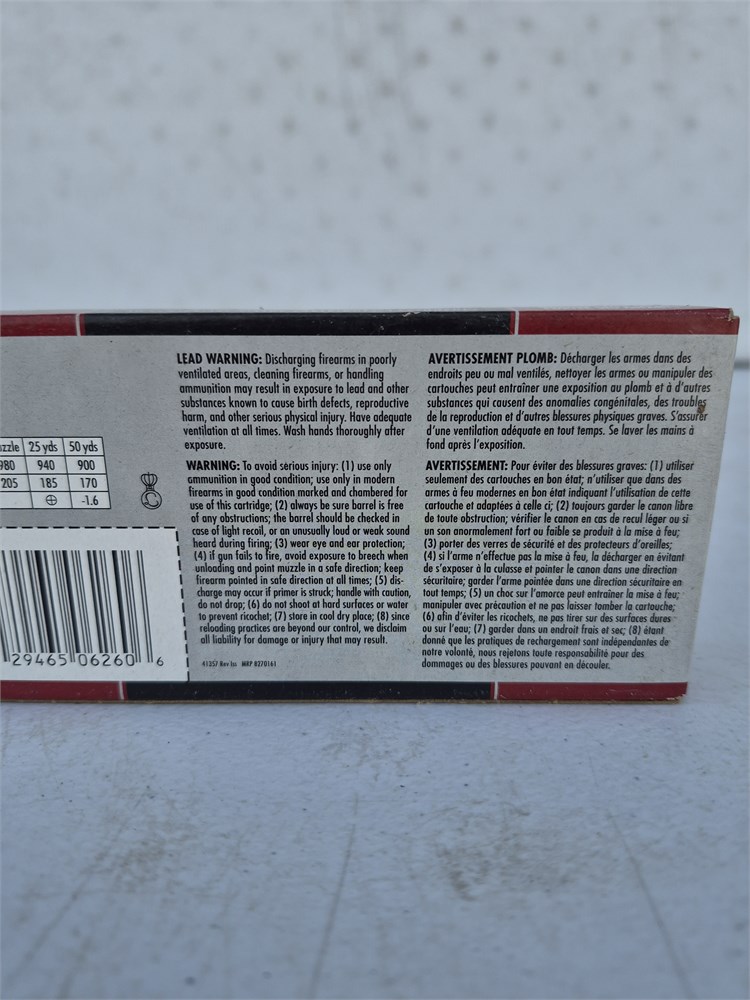 LEAD WARNING: Discharging firearms in poorly
ventilated areas, cleaning firearms, or handling
ammunition may result in exposure to lead and other
substances known to cause birth defects, reproductive
harm, and other serious physical injury. Have adequate
ventilation at all times. Wash hands thoroughly after
exposure.
WARNING: To avoid serious injury: (1) use only
ammunition in good condition; use only in modern
firearms in good condition marked and chambered for
use of this cartridge; (2) always be sure barrel is free
of any obstructions; the barrel should be checked in
case of light recoil, or an unusually loud or weak sound
heard during firing; (3) wear eye and ear protection;
(4) if gun fails to fire, avoid exposure to breech when
unloading and point muzzle in a safe direction; keep
firearm pointed in safe direction at all times; (5) dis-
charge may occur if primer is struck; handle with caution,
do not drop; (6) do not shoot at hard surfaces or water
to prevent ricochet; (7) store in cool dry place; (8) since
reloading practices are beyond our control, we disclaim
all liability for damage or injury that may result.
41357 Rev Iss MRP 8270161
AVERTISSEMENT PLOMB: Décharger les armes dans des
endroits peu ou mal ventilés, nettoyer les armes ou manipuler des
cartouches peut entraîner une exposition au plomb et à d'autres
substances qui causent des anomalies congénitales, des troubles
de la reproduction et d'autres blessures physiques graves. S'assurer
d'une ventilation adéquate en tout temps. Se laver les mains à
fond après l'exposition.
AVERTISSEMENT: Pour éviter des blessures graves: (1) utiliser
seulement des cartouches en bon état; n'utiliser que dans des
armes à feu modernes en bon état indiquant l'utilisation de cette
cartouche et adaptées à celle ci; (2) toujours garder le canon libre
de toute obstruction; vérifier le canon en cas de recul léger ou si
un son anormalement fort ou faible se produit à la mise à feu;
(3) porter des verres de sécurité et des protecteurs d'oreilles;
(4) si l'arme n'effectue pas la mise à feu, la décharger en évitant
de s'exposer à la culasse et pointer le canon dans une direction
sécuritaire; garder l'arme pointée dans une direction sécuritaire en
tout temps; (5) un choc sur l'amorce peut entraîner la mise à feu;
manipuler avec précaution et ne pas laisser tomber la cartouche;
(6) afin d'éviter les ricochets, ne pas tirer sur des surfaces dures
ou sur l'eau; (7) garder dans un endroit frais et sec; (8) étant
donné que les pratiques de rechargement sont indépendantes de
notre volonté, nous rejetons toute responsabilité pour des
dommages ou des blessures pouvant en découler.
zzle 25 yds 50 yds
980 940 900
205 185 170
-1.6
29465 06260 6